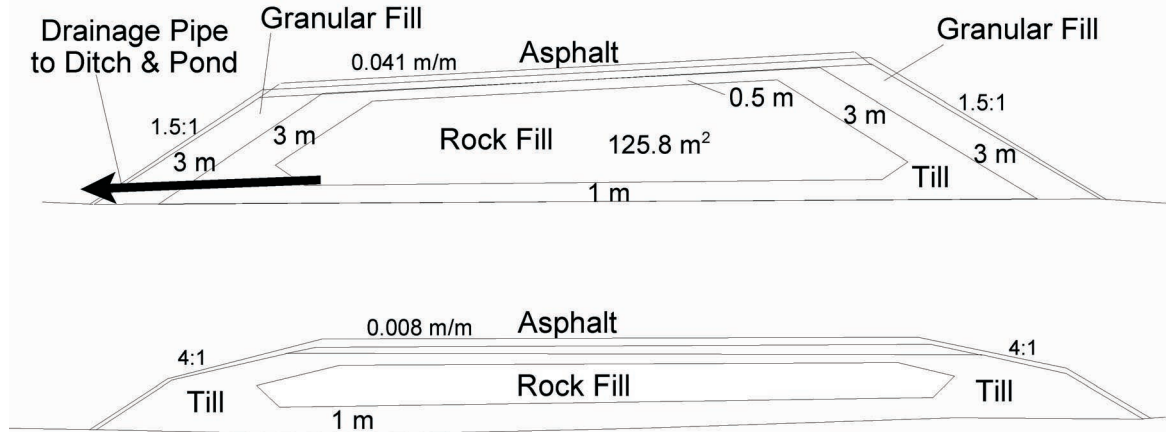 Drainage Pipe
to Ditch & Pond
Granular Fill
0.041 m/m
Asphalt
Granular Fill
1.5:1
3 m
3 m
Rock Fill
125.8 m²
0.5 m
3 m
1.5:1
3 m
Till
1 m
0.008 m/m
Asphalt
4:1
4:1
Till
Rock Fill
Till
1 m